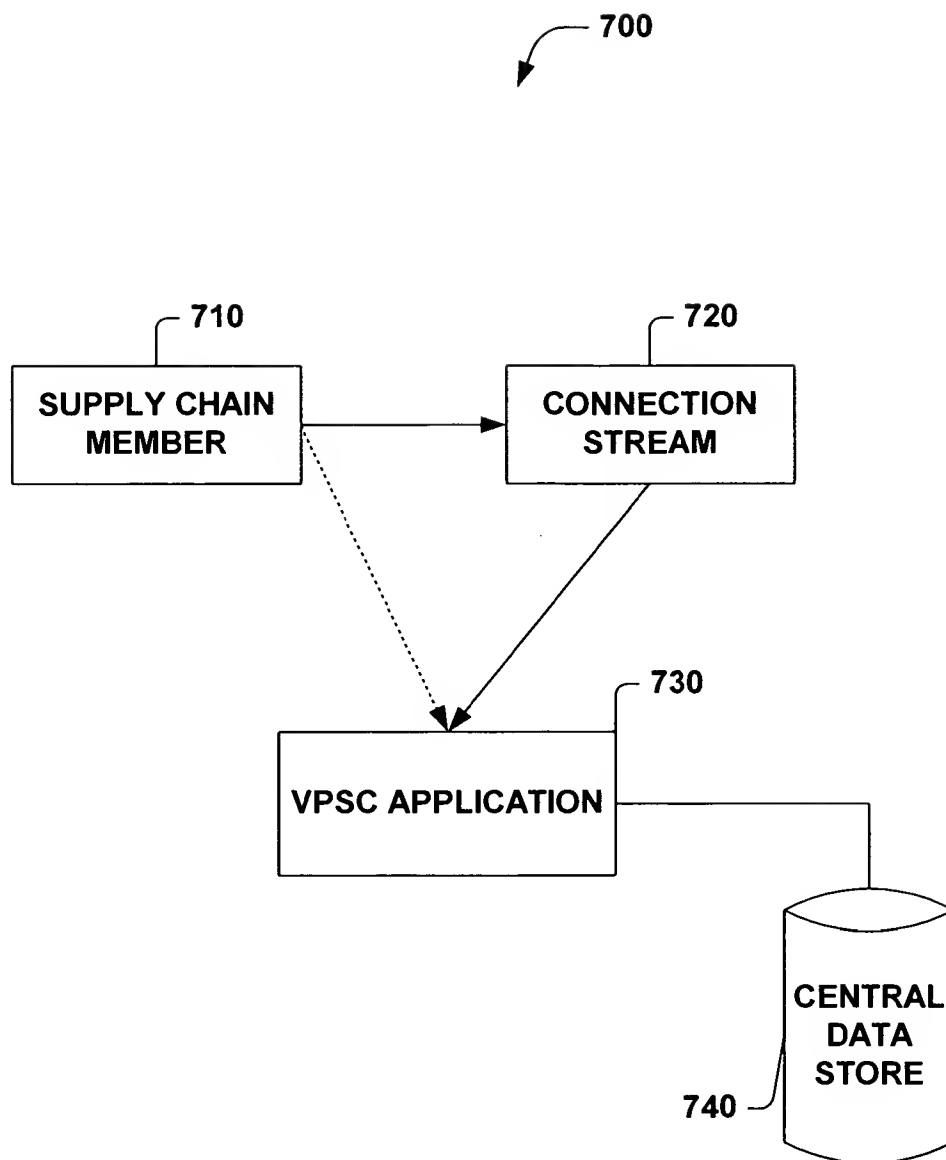 700
710
720
SUPPLY CHAIN
MEMBER
CONNECTION
STREAM
730
VPSC APPLICATION
CENTRAL
DATA
STORE
740